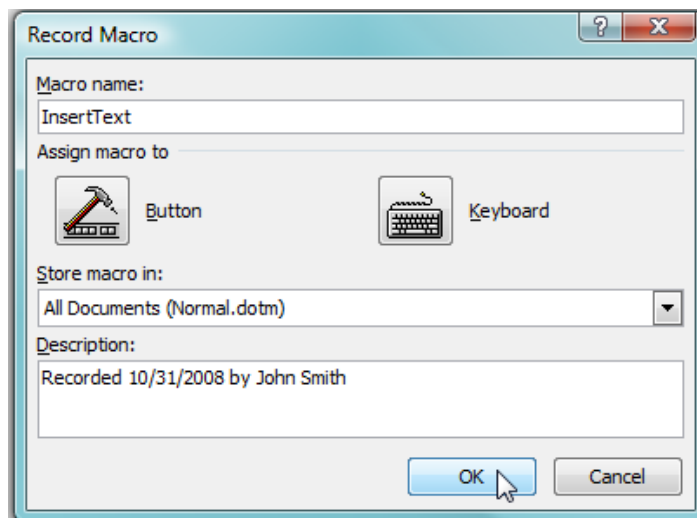 Record Macro
Macro name:
InsertText
Assign macro to
Button
Keyboard
Store macro in:
All Documents (Normal.dotm)
Description:
Recorded 10/31/2008 by John Smith
OK
Cancel